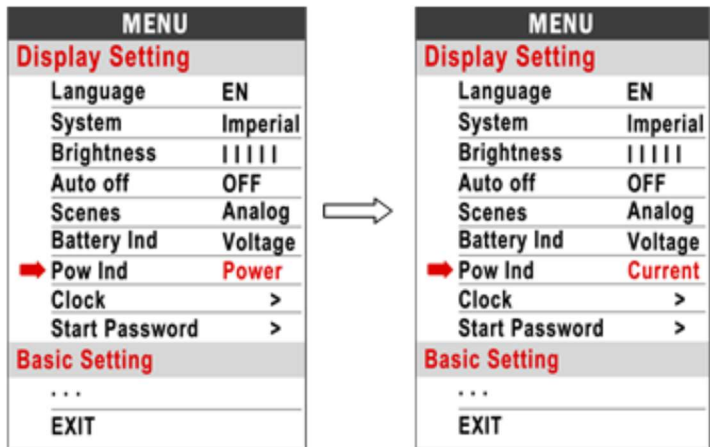 MENU
Display Setting
Language EN
System Imperial
Brightness IIIII
Auto off OFF
Scenes Analog
Battery Ind Voltage
Pow Ind Power
Clock >
Start Password >
Basic Setting
...
EXIT
MENU
Display Setting
Language EN
System Imperial
Brightness IIIII
Auto off OFF
Scenes Analog
Battery Ind Voltage
Pow Ind Current
Clock >
Start Password >
Basic Setting
...
EXIT